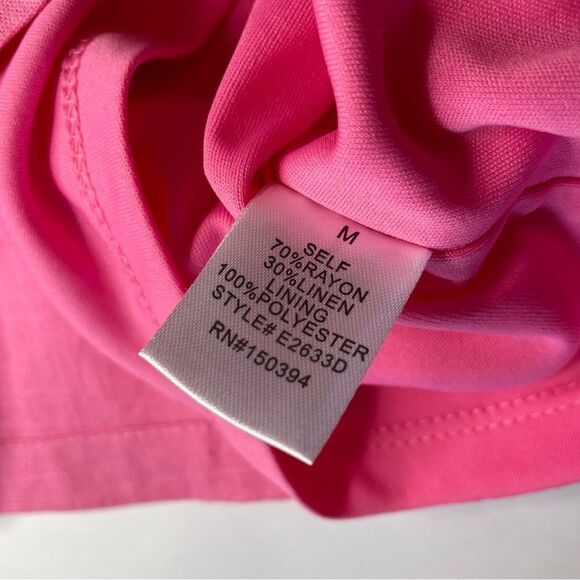 M
SELF
70%RAYON
30%LINEN
LINING
100%POLYESTER
STYLE# E2633D
RN#150394